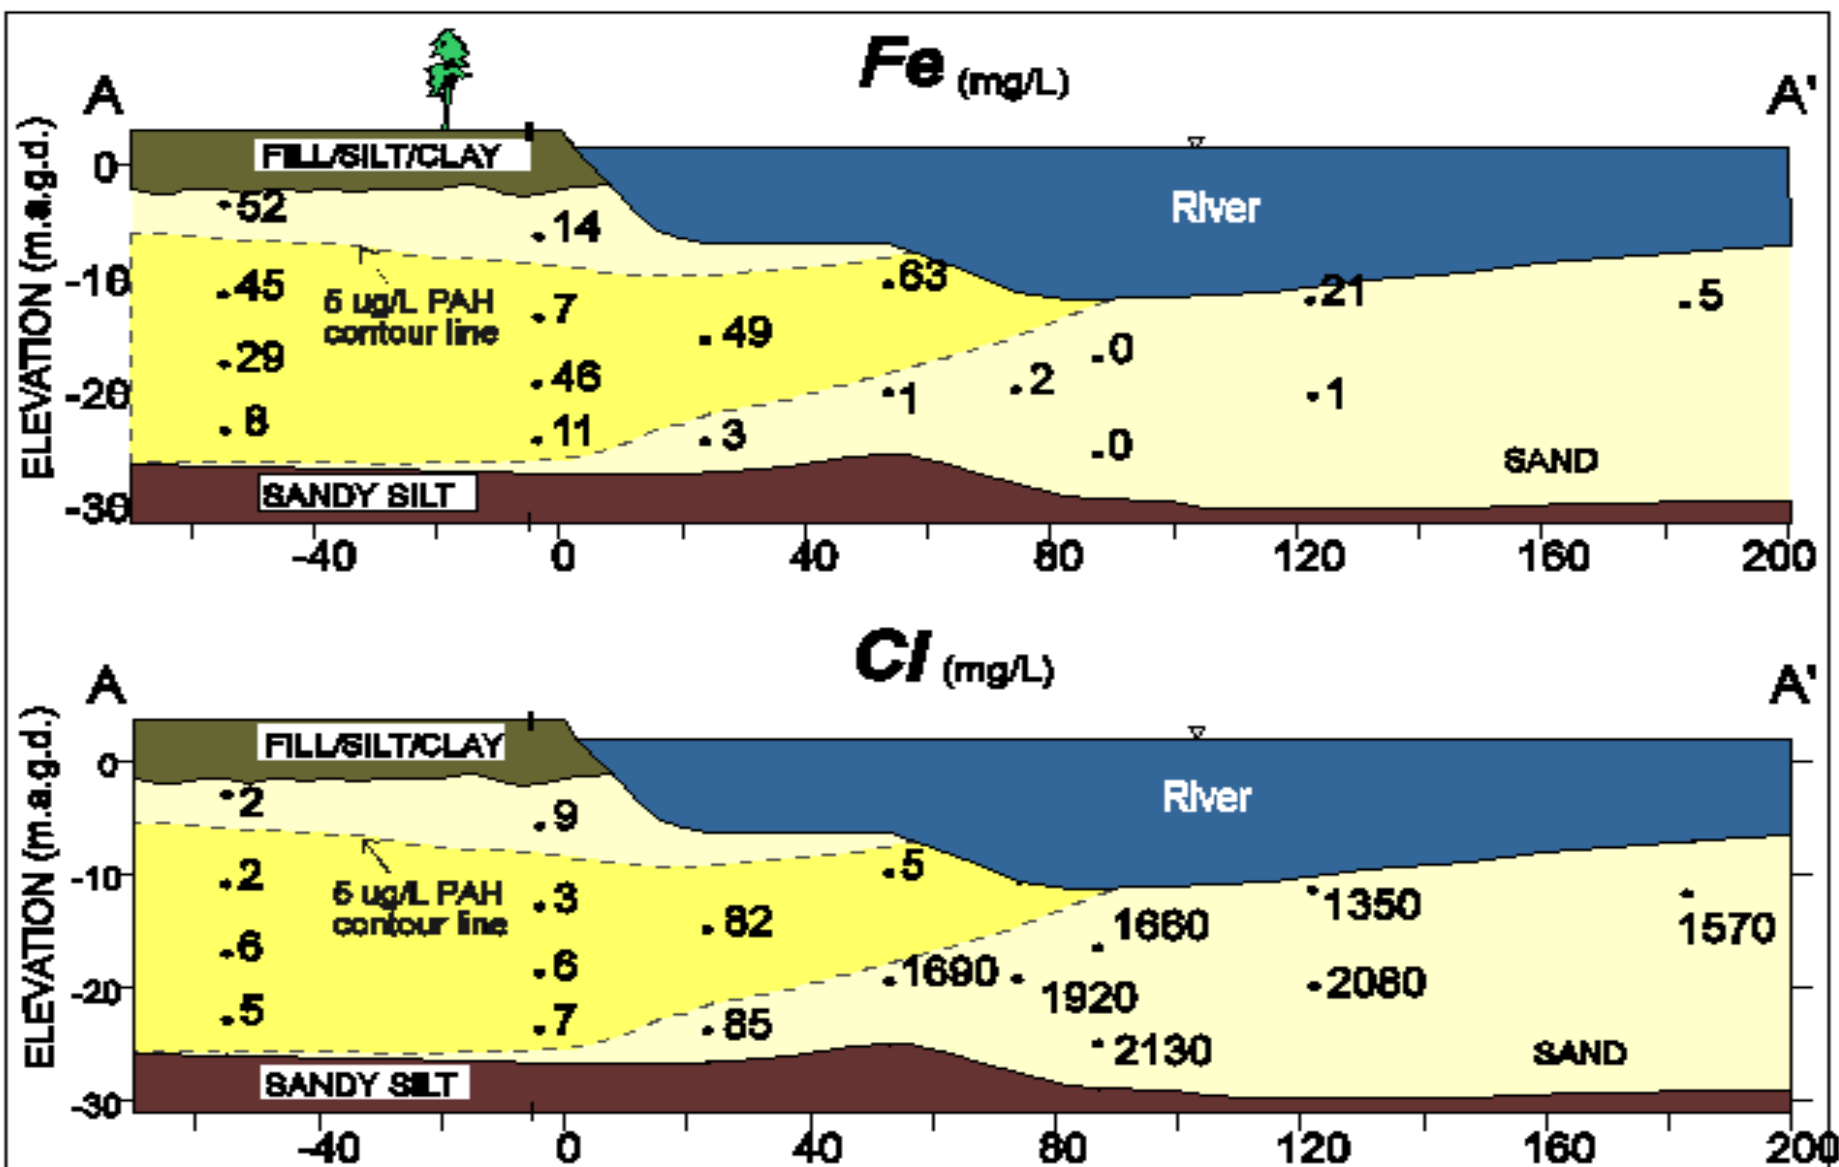 Fe (mg/L)
A A'
FILL/SILT/CLAY
ELEVATION (m.a.g.d.)
0
-10
-20
-30
River
52
14
45
5 ug/L PAH
contour line
7
63
21
5
49
29
46
0
2
1
1
8
11
3
0
SAND
SANDY SILT
-40 0 40 80 120 160 200
Cl (mg/L)
A A'
FILL/SILT/CLAY
ELEVATION (m.a.g.d.)
0
-10
-20
-30
River
2
9
2
5 ug/L PAH
contour line
3
5
82
1660
1350
1570
6
6
1690
1920
2080
5
7
85
2130
SAND
SANDY SILT
-40 0 40 80 120 160 200